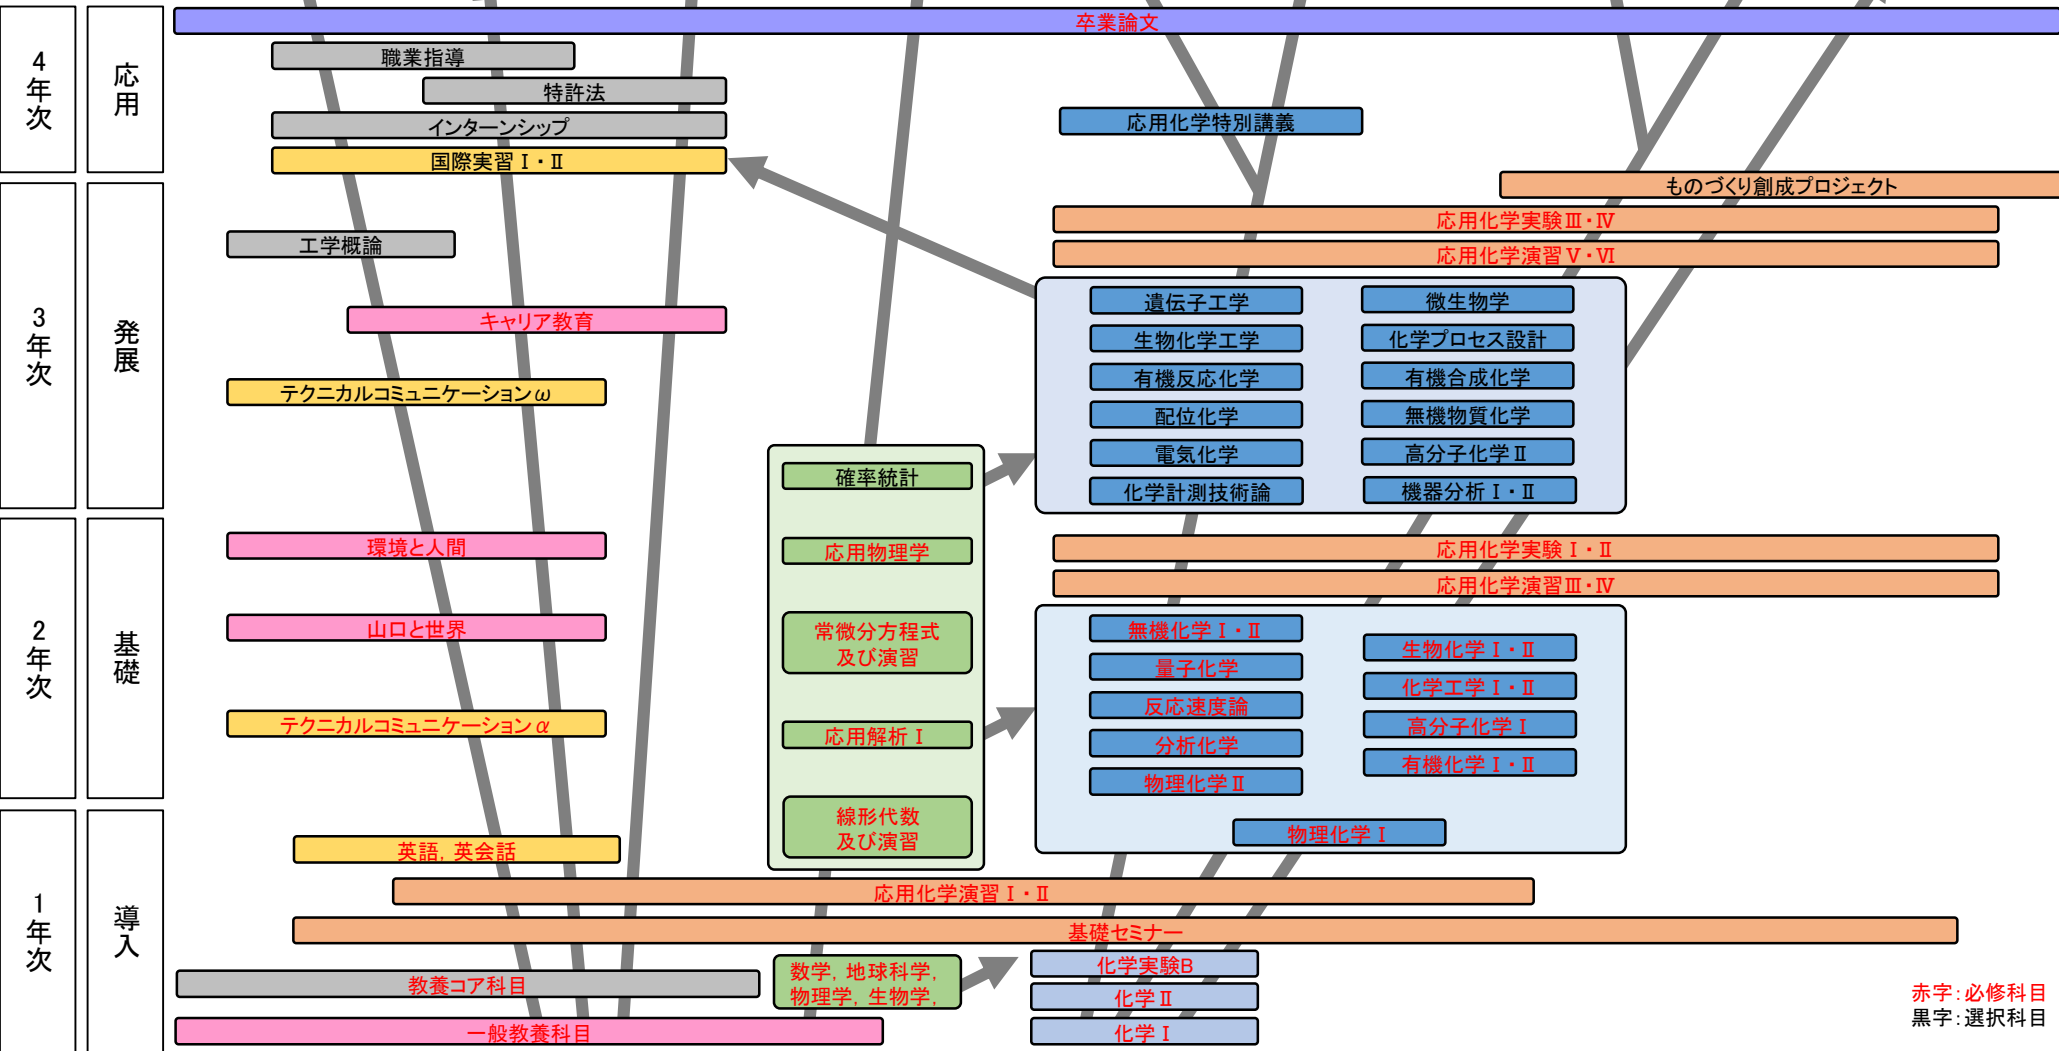 卒業論文
4年次
応用
職業指導
特許法
インターンシップ
応用化学特別講義
国際実習Ⅰ・Ⅱ
ものづくり創成プロジェクト
3年次
発展
応用化学実験Ⅲ・Ⅳ
工学概論
応用化学演習Ⅴ・Ⅵ
遺伝子工学
微生物学
キャリア教育
生物化学工学
化学プロセス設計
有機反応化学
有機合成化学
テクニカルコミュニケーションω
配位化学
無機物質化学
電気化学
高分子化学Ⅱ
確率統計
化学計測技術論
機器分析Ⅰ・Ⅱ
2年次
基礎
環境と人間
応用物理学
応用化学実験Ⅰ・Ⅱ
応用化学演習Ⅲ・Ⅳ
山口と世界
常微分方程式
及び演習
無機化学Ⅰ・Ⅱ
生物化学Ⅰ・Ⅱ
量子化学
化学工学Ⅰ・Ⅱ
反応速度論
テクニカルコミュニケーションα
応用解析Ⅰ
高分子化学Ⅰ
分析化学
有機化学Ⅰ・Ⅱ
物理化学Ⅱ
1年次
導入
線形代数
及び演習
物理化学Ⅰ
英語, 英会話
応用化学演習Ⅰ・Ⅱ
基礎セミナー
教養コア科目
数学, 地球科学,
物理学, 生物学,
化学実験B
化学Ⅱ
一般教養科目
化学Ⅰ
赤字:必修科目
黒字:選択科目